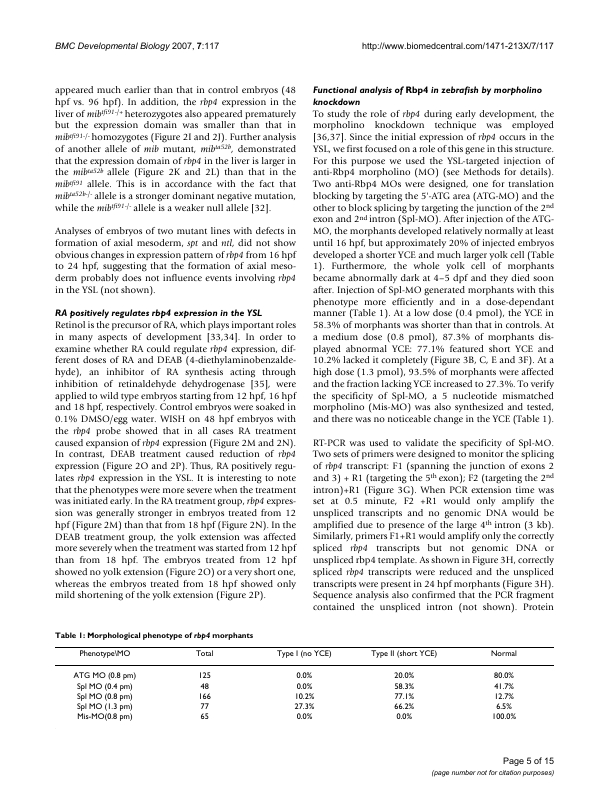 BMC Developmental Biology 2007, 7:117
http://www.biomedcentral.com/1471-213X/7/117
appeared much earlier than that in control embryos (48
hpf vs. 96 hpf). In addition, the rbp4 expression in the
liver of mibtfi91-/+ heterozygotes also appeared prematurely
but the expression domain was smaller than that in
mibtfi91-/- homozygotes (Figure 2I and 2J). Further analysis
of another allele of mib mutant, mibta52b, demonstrated
that the expression domain of rbp4 in the liver is larger in
the mibta52b allele (Figure 2K and 2L) than that in the
mibtfi91 allele. This is in accordance with the fact that
mibta52b-/- allele is a stronger dominant negative mutation,
while the mibtfi91-/- allele is a weaker null allele [32].
Analyses of embryos of two mutant lines with defects in
formation of axial mesoderm, spt and ntl, did not show
obvious changes in expression pattern of rbp4 from 16 hpf
to 24 hpf, suggesting that the formation of axial meso-
derm probably does not influence events involving rbp4
in the YSL (not shown).
RA positively regulates rbp4 expression in the YSL
Retinol is the precursor of RA, which plays important roles
in many aspects of development [33,34]. In order to
examine whether RA could regulate rbp4 expression, dif-
ferent doses of RA and DEAB (4-diethylaminobenzalde-
hyde), an inhibitor of RA synthesis acting through
inhibition of retinaldehyde dehydrogenase [35], were
applied to wild type embryos starting from 12 hpf, 16 hpf
and 18 hpf, respectively. Control embryos were soaked in
0.1% DMSO/egg water. WISH on 48 hpf embryos with
the rbp4 probe showed that in all cases RA treatment
caused expansion of rbp4 expression (Figure 2M and 2N).
In contrast, DEAB treatment caused reduction of rbp4
expression (Figure 2O and 2P). Thus, RA positively regu-
lates rbp4 expression in the YSL. It is interesting to note
that the phenotypes were more severe when the treatment
was initiated early. In the RA treatment group, rbp4 expres-
sion was generally stronger in embryos treated from 12
hpf (Figure 2M) than that from 18 hpf (Figure 2N). In the
DEAB treatment group, the yolk extension was affected
more severely when the treatment was started from 12 hpf
than from 18 hpf. The embryos treated from 12 hpf
showed no yolk extension (Figure 2O) or a very short one,
whereas the embryos treated from 18 hpf showed only
mild shortening of the yolk extension (Figure 2P).
Functional analysis of Rbp4 in zebrafish by morpholino
knockdown
To study the role of rbp4 during early development, the
morpholino knockdown technique was employed
[36,37]. Since the initial expression of rbp4 occurs in the
YSL, we first focused on a role of this gene in this structure.
For this purpose we used the YSL-targeted injection of
anti-Rbp4 morpholino (MO) (see Methods for details).
Two anti-Rbp4 MOs were designed, one for translation
blocking by targeting the 5'-ATG area (ATG-MO) and the
other to block splicing by targeting the junction of the 2nd
exon and 2nd intron (Spl-MO). After injection of the ATG-
MO, the morphants developed relatively normal at least
until 16 hpf, but approximately 20% of injected embryos
developed a shorter YCE and much larger yolk cell (Table
1). Furthermore, the whole yolk cell of morphants
became abnormally dark at 4–5 dpf and they died soon
after. Injection of Spl-MO generated morphants with this
phenotype more efficiently and in a dose-dependant
manner (Table 1). At a low dose (0.4 pmol), the YCE in
58.3% of morphants was shorter than that in controls. At
a medium dose (0.8 pmol), 87.3% of morphants dis-
played abnormal YCE: 77.1% featured short YCE and
10.2% lacked it completely (Figure 3B, C, E and 3F). At a
high dose (1.3 pmol), 93.5% of morphants were affected
and the fraction lacking YCE increased to 27.3%. To verify
the specificity of Spl-MO, a 5 nucleotide mismatched
morpholino (Mis-MO) was also synthesized and tested,
and there was no noticeable change in the YCE (Table 1).
RT-PCR was used to validate the specificity of Spl-MO.
Two sets of primers were designed to monitor the splicing
of rbp4 transcript: F1 (spanning the junction of exons 2
and 3) + R1 (targeting the 5th exon); F2 (targeting the 2nd
intron)+R1 (Figure 3G). When PCR extension time was
set at 0.5 minute, F2 +R1 would only amplify the
unspliced transcripts and no genomic DNA would be
amplified due to presence of the large 4th intron (3 kb).
Similarly, primers F1+R1 would amplify only the correctly
spliced rbp4 transcripts but not genomic DNA or
unspliced rbp4 template. As shown in Figure 3H, correctly
spliced rbp4 transcripts were reduced and the unspliced
transcripts were present in 24 hpf morphants (Figure 3H).
Sequence analysis also confirmed that the PCR fragment
contained the unspliced intron (not shown). Protein
Table 1: Morphological phenotype of rbp4 morphants
Phenotype\MO Total Type I (no YCE) Type II (short YCE) Normal
ATG MO (0.8 pm) 125 0.0% 20.0% 80.0%
Spl MO (0.4 pm) 48 0.0% 58.3% 41.7%
Spl MO (0.8 pm) 166 10.2% 77.1% 12.7%
Spl MO (1.3 pm) 77 27.3% 66.2% 6.5%
Mis-MO(0.8 pm) 65 0.0% 0.0% 100.0%
Page 5 of 15
(page number not for citation purposes)